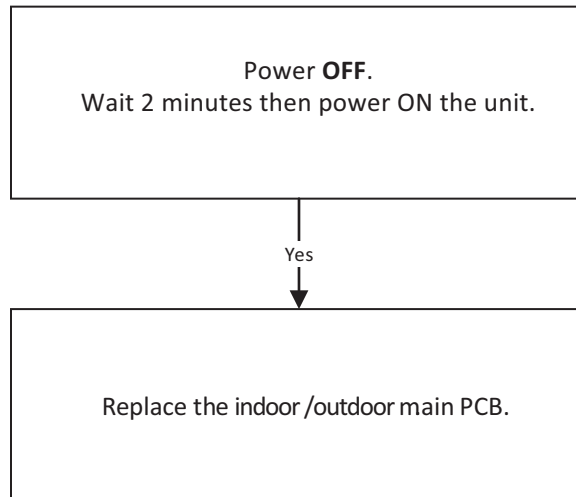 Power OFF.
Wait 2 minutes then power ON the unit.
Yes
Replace the indoor/outdoor main PCB.